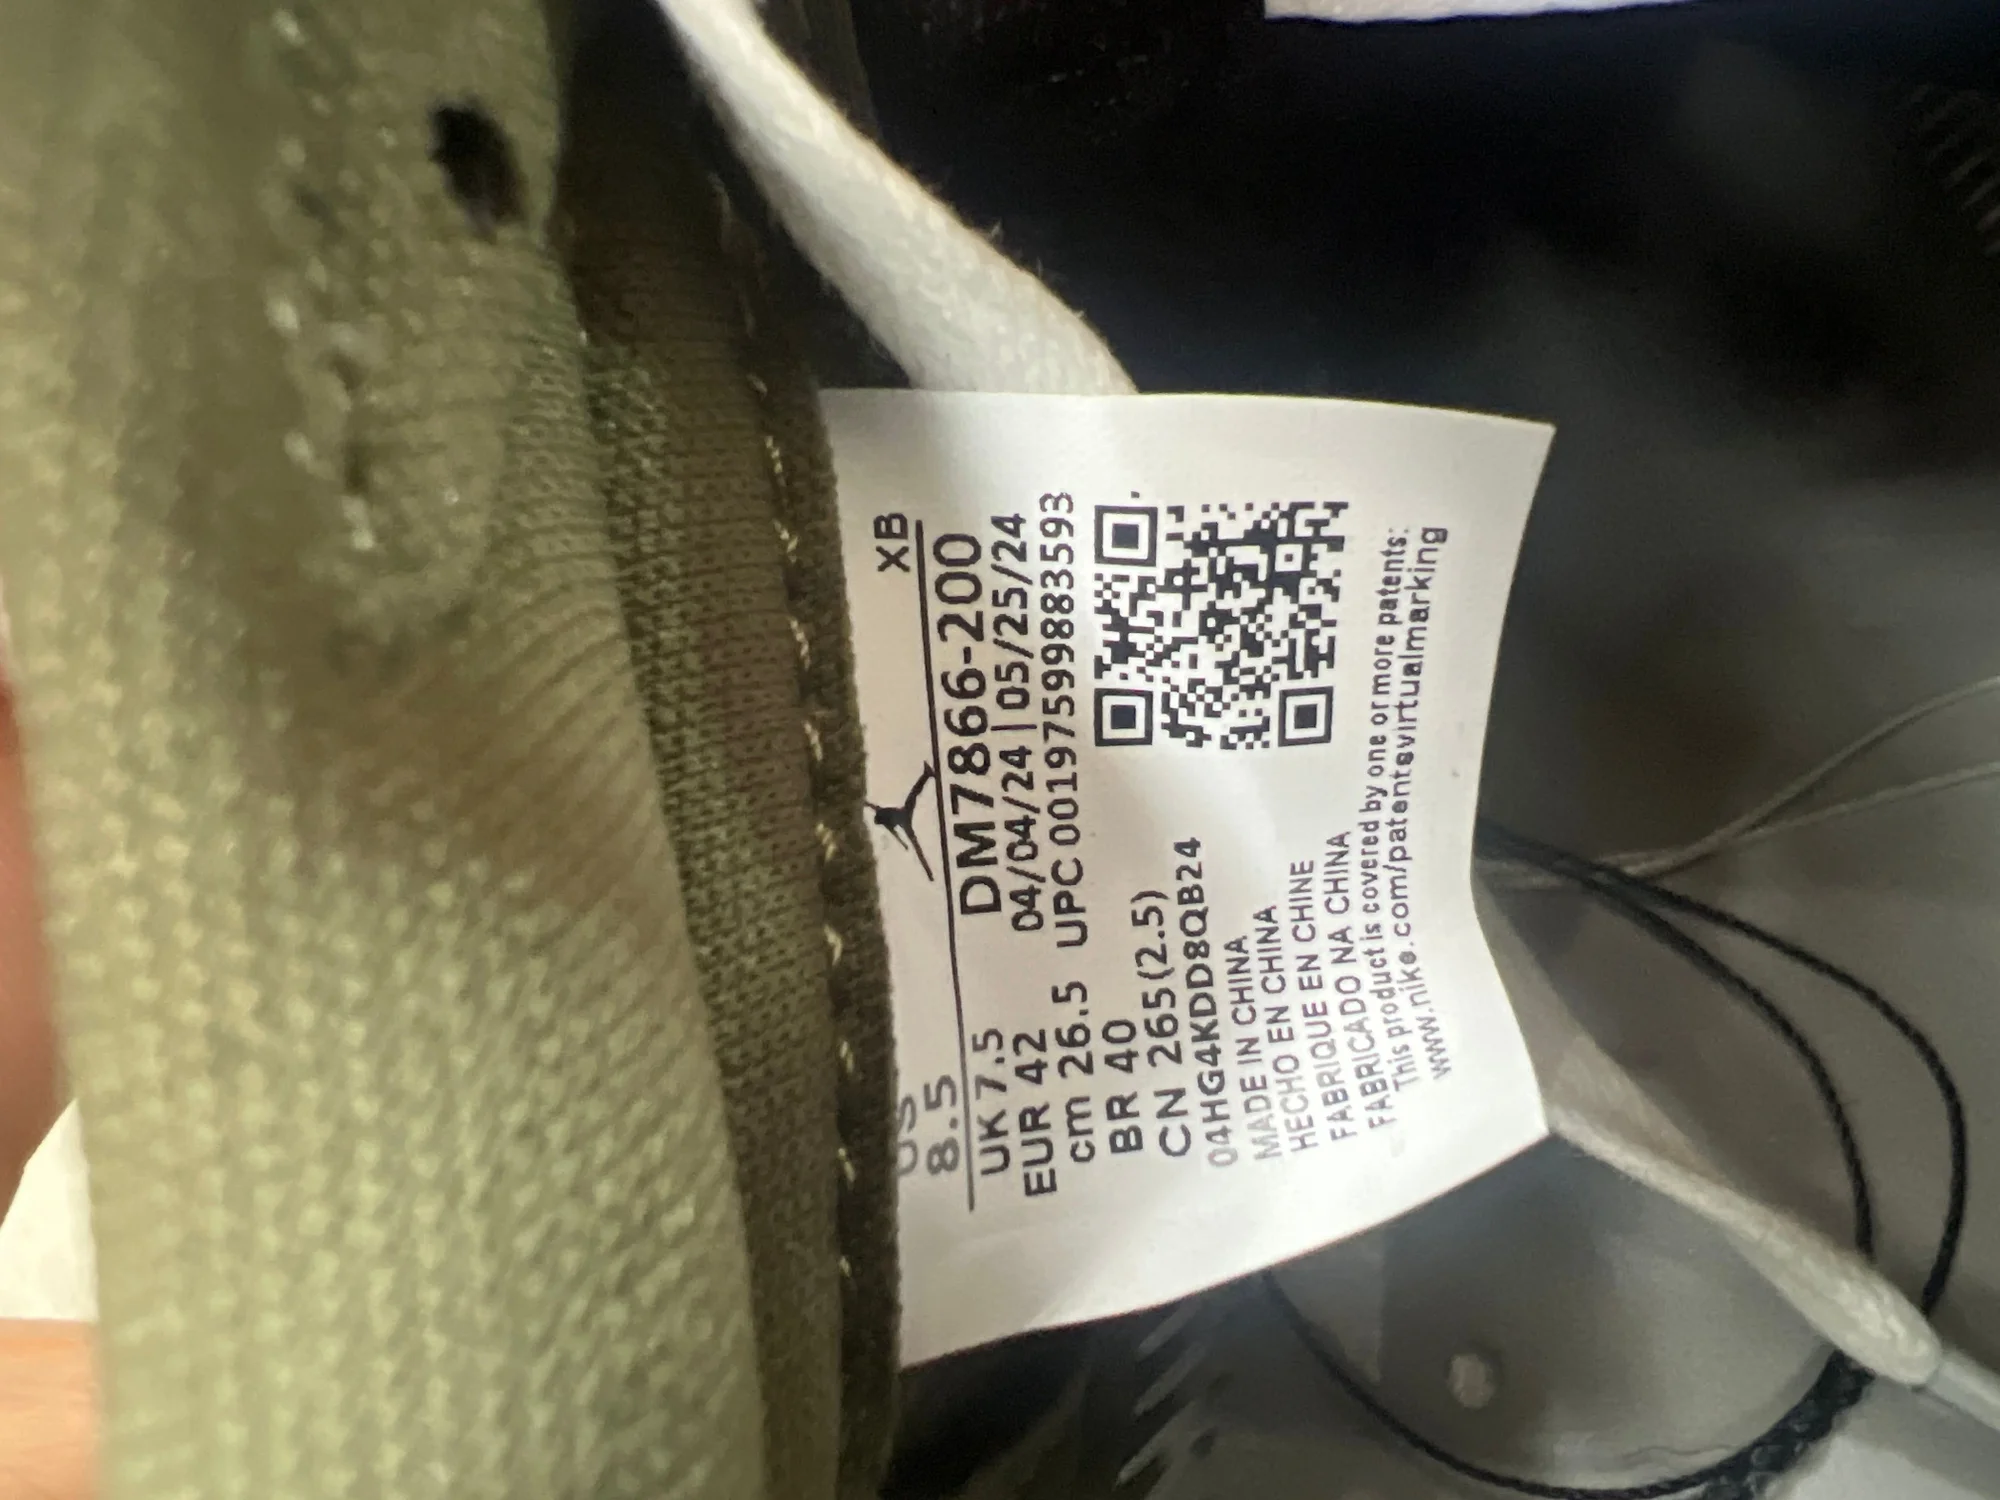 US
8.5
XB
UK 7.5
EUR 42
cm 26.5
BR 40
CN 265(2.5)
DM7866-200
04/04/24|05/25/24
UPC 00197599883593
04HG4KDD8QB24
MADE IN CHINA
HECHO EN CHINA
FABRIQUE EN CHINE
FABRICADO NA CHINA
This product is covered by one or more patents:
www.nike.com/patentsvirtualmarking